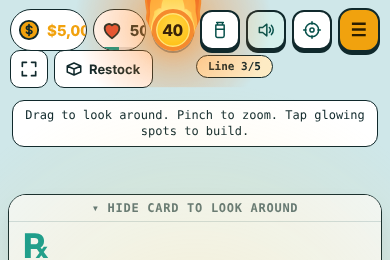 $5,00
50
40
Restock
Line 3/5
Drag to look around. Pinch to zoom. Tap glowing
spots to build.
▾ HIDE CARD TO LOOK AROUND
℞